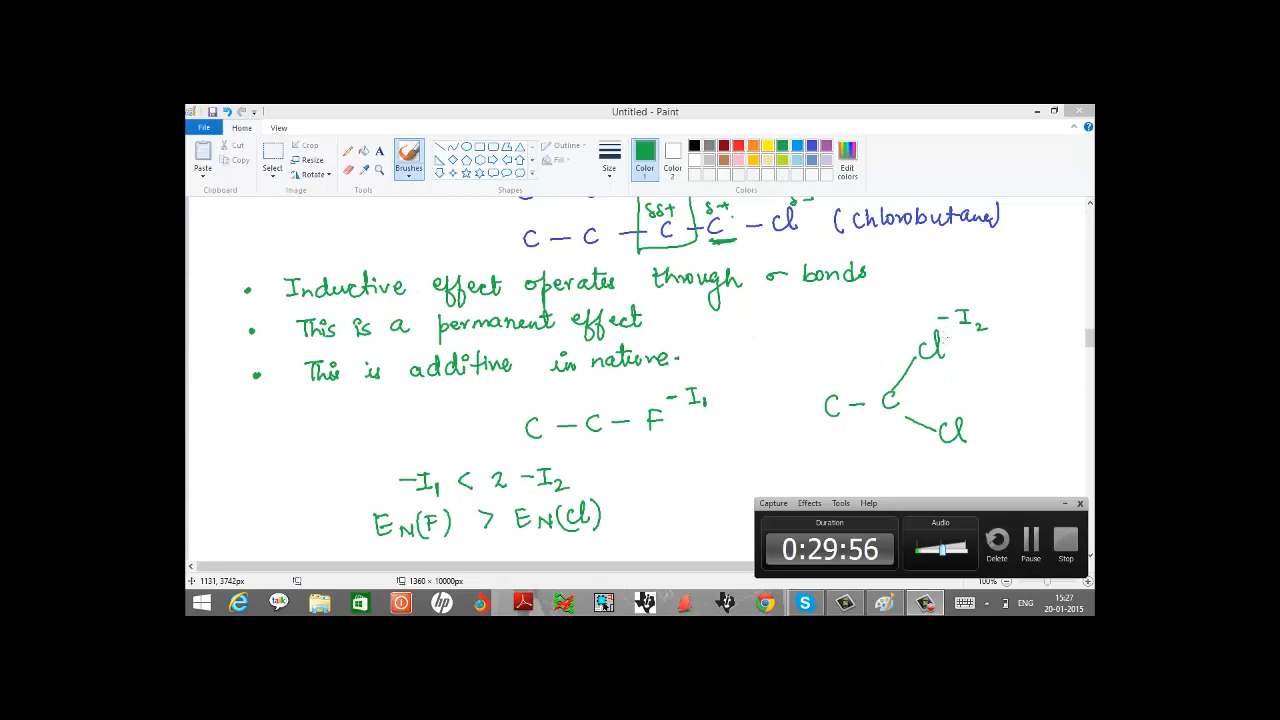 Untitled - Paint
File Home View
Cut
Copy
Paste
Clipboard
Crop
Resize
Rotate
Select
Image
Tools
Brushes
Outline
Fill
Shapes
Size
Color 1
Color 2
Colors
Edit colors
δδ+ δ+ δ-
C — C — C - C — Cl (Chlorobutane)
• Inductive effect operates through σ bonds
• This is a permanent effect
• This is additive in nature.
C — C — F -I₁
-I₂
Cl
C - C
Cl
-I₁ < 2 -I₂
EN(F) > EN(Cl)
Capture Effects Tools Help
Duration
0:29:56
Audio
Delete Pause Stop
1131, 3742px
1360 × 10000px
100%
talk
hp
ENG
15:27
20-01-2015